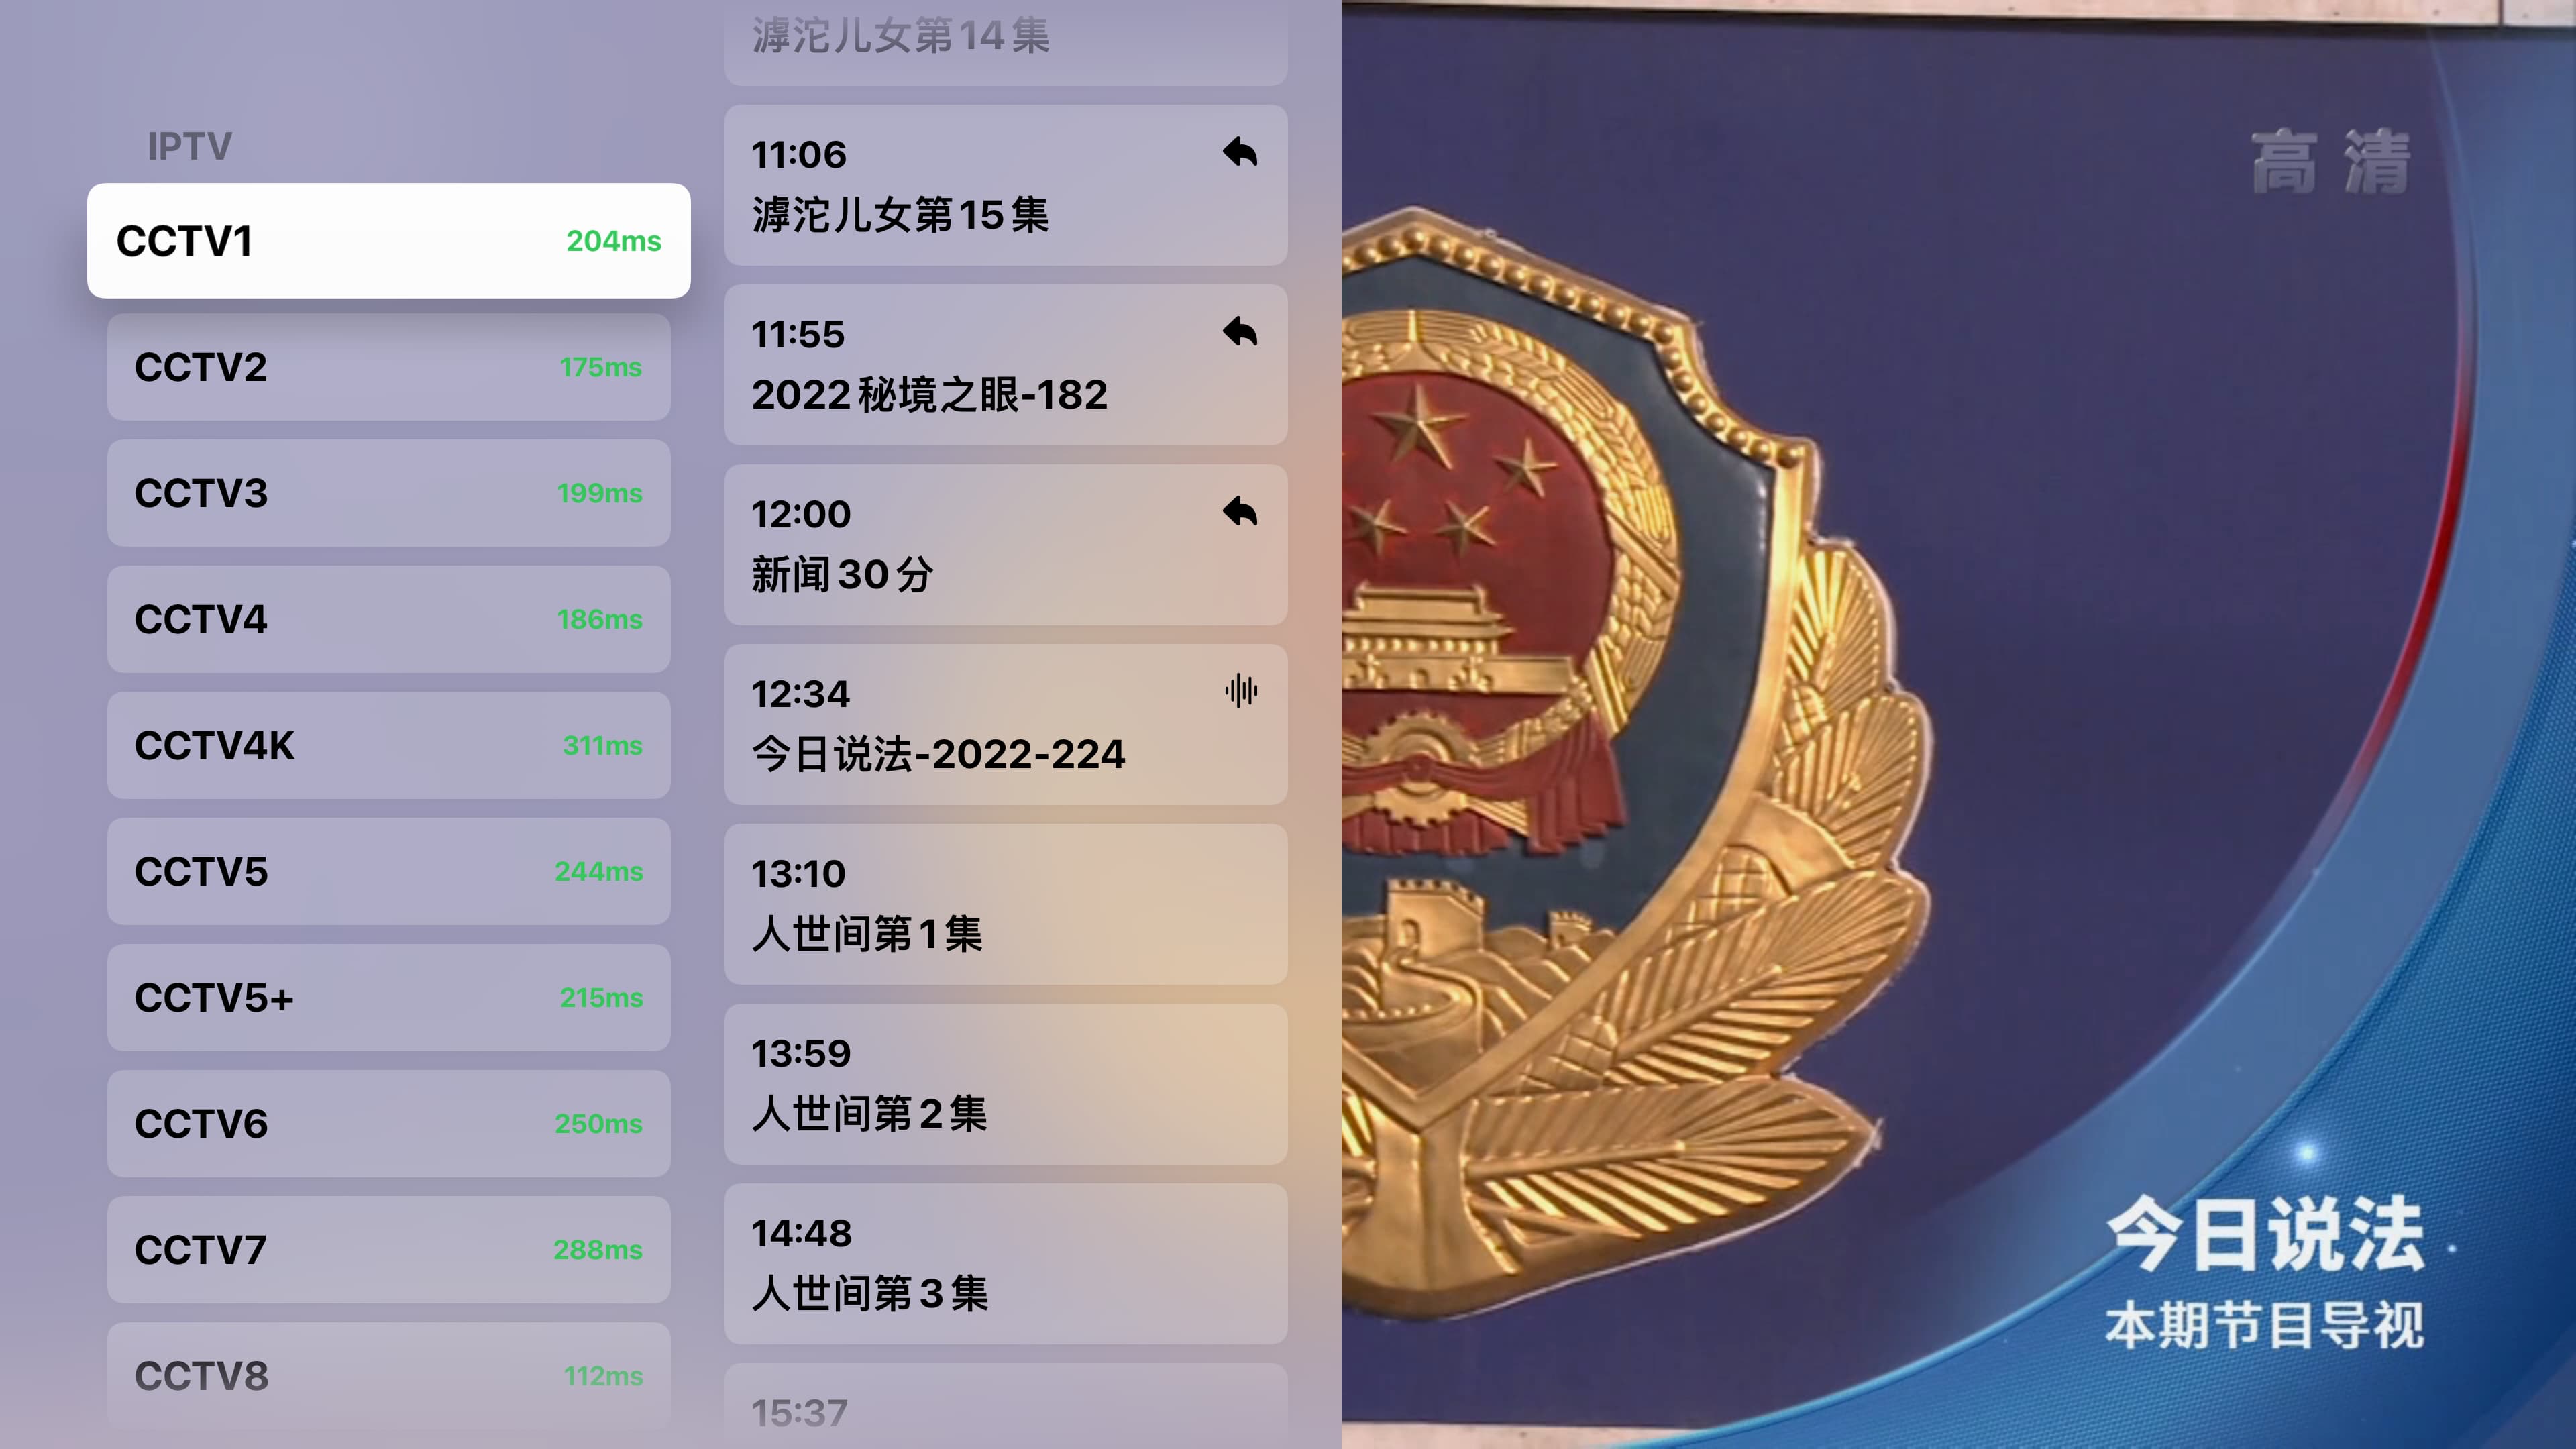 IPTV
CCTV1 204ms
CCTV2 175ms
CCTV3 199ms
CCTV4 186ms
CCTV4K 311ms
CCTV5 244ms
CCTV5+ 215ms
CCTV6 250ms
CCTV7 288ms
CCTV8 112ms
滹沱儿女第14集
11:06
滹沱儿女第15集
11:55
2022秘境之眼-182
12:00
新闻30分
12:34
今日说法-2022-224
13:10
人世间第1集
13:59
人世间第2集
14:48
人世间第3集
15:37
高清
今日说法
本期节目导视